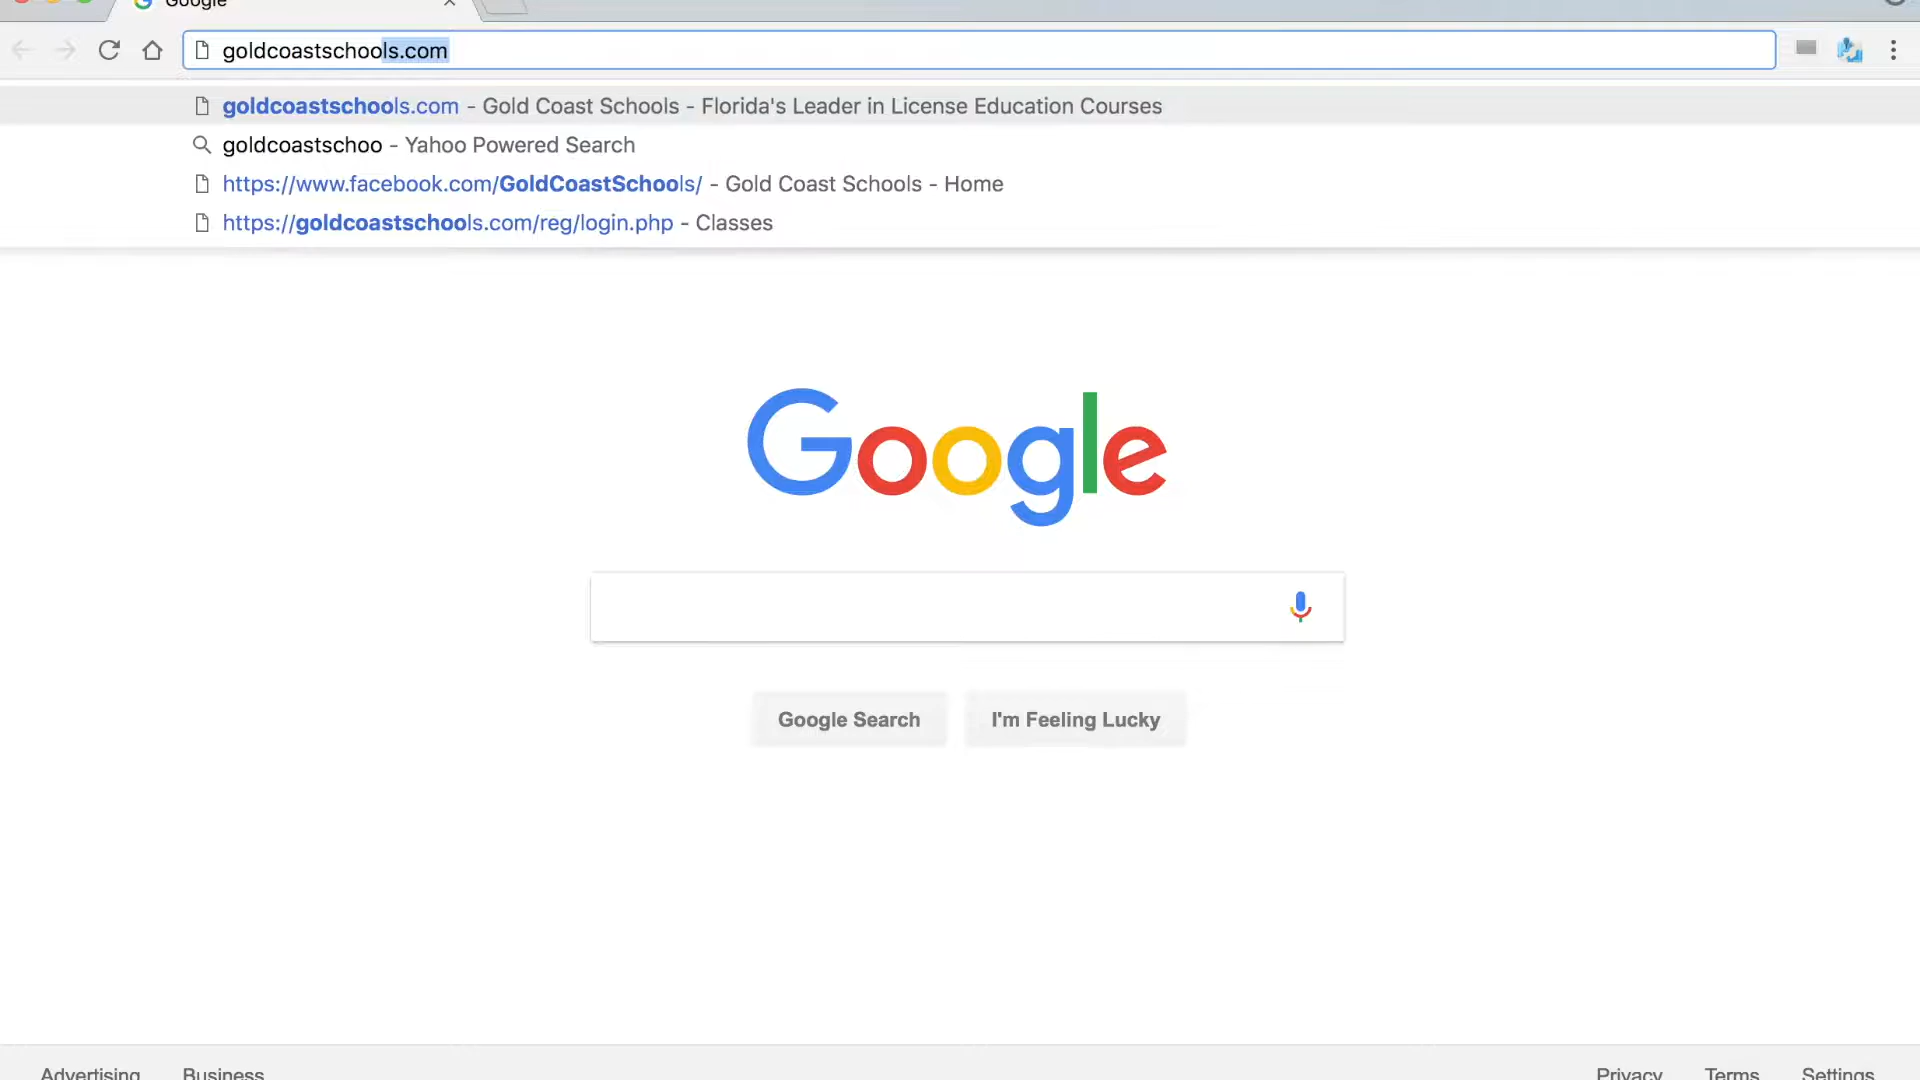 Google
goldcoastschools.com
goldcoastschools.com - Gold Coast Schools - Florida's Leader in License Education Courses
goldcoastschoo - Yahoo Powered Search
https://www.facebook.com/GoldCoastSchools/ - Gold Coast Schools - Home
https://goldcoastschools.com/reg/login.php - Classes
Google
Google Search I'm Feeling Lucky
Advertising Business Privacy Terms Settings